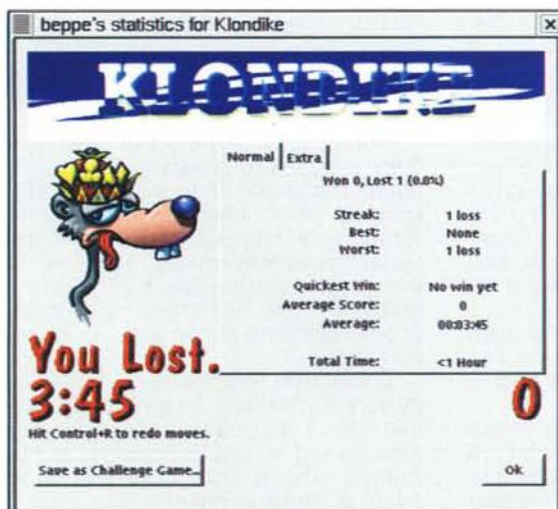 beppe's statistics for Klondike
KLONDIKE
Normal Extra
Won 0, Lost 1 (0.0%)
Streak: 1 loss
Best: None
Worst: 1 loss
Quickest Win: No win yet
Average Score: 0
Average: 00:03:45
Total Time: <1 Hour
You Lost.
3:45
0
Hit Control+R to redo moves.
Save as Challenge Game...
Ok